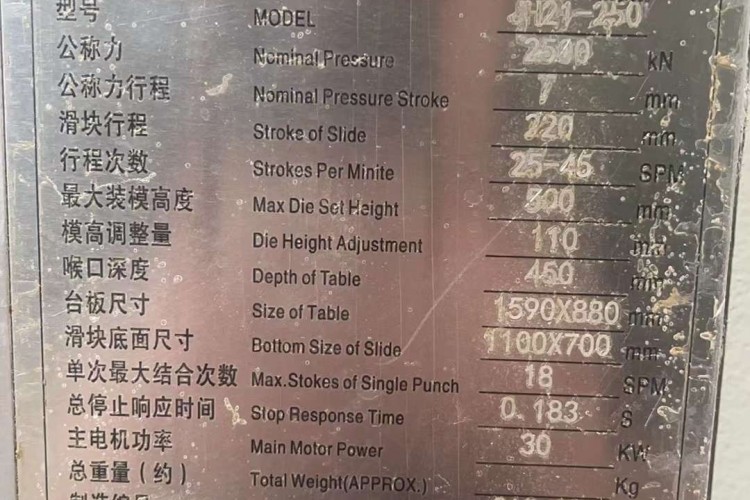 型号 MODEL JH21-250
公称力 Nominal Pressure 2500 kN
公称力行程 Nominal Pressure Stroke 7 mm
滑块行程 Stroke of Slide 220 mm
行程次数 Strokes Per Minite 25-45 SPM
最大装模高度 Max Die Set Height mm
模高调整量 Die Height Adjustment 110 mm
喉口深度 Depth of Table 450 mm
台板尺寸 Size of Table 1590X880 mm
滑块底面尺寸 Bottom Size of Slide 1100X700 mm
单次最大结合次数 Max.Stokes of Single Punch 18 SPM
总停止响应时间 Stop Response Time 0.183 S
主电机功率 Main Motor Power 30 KW
总重量(约) Total Weight(APPROX.) Kg